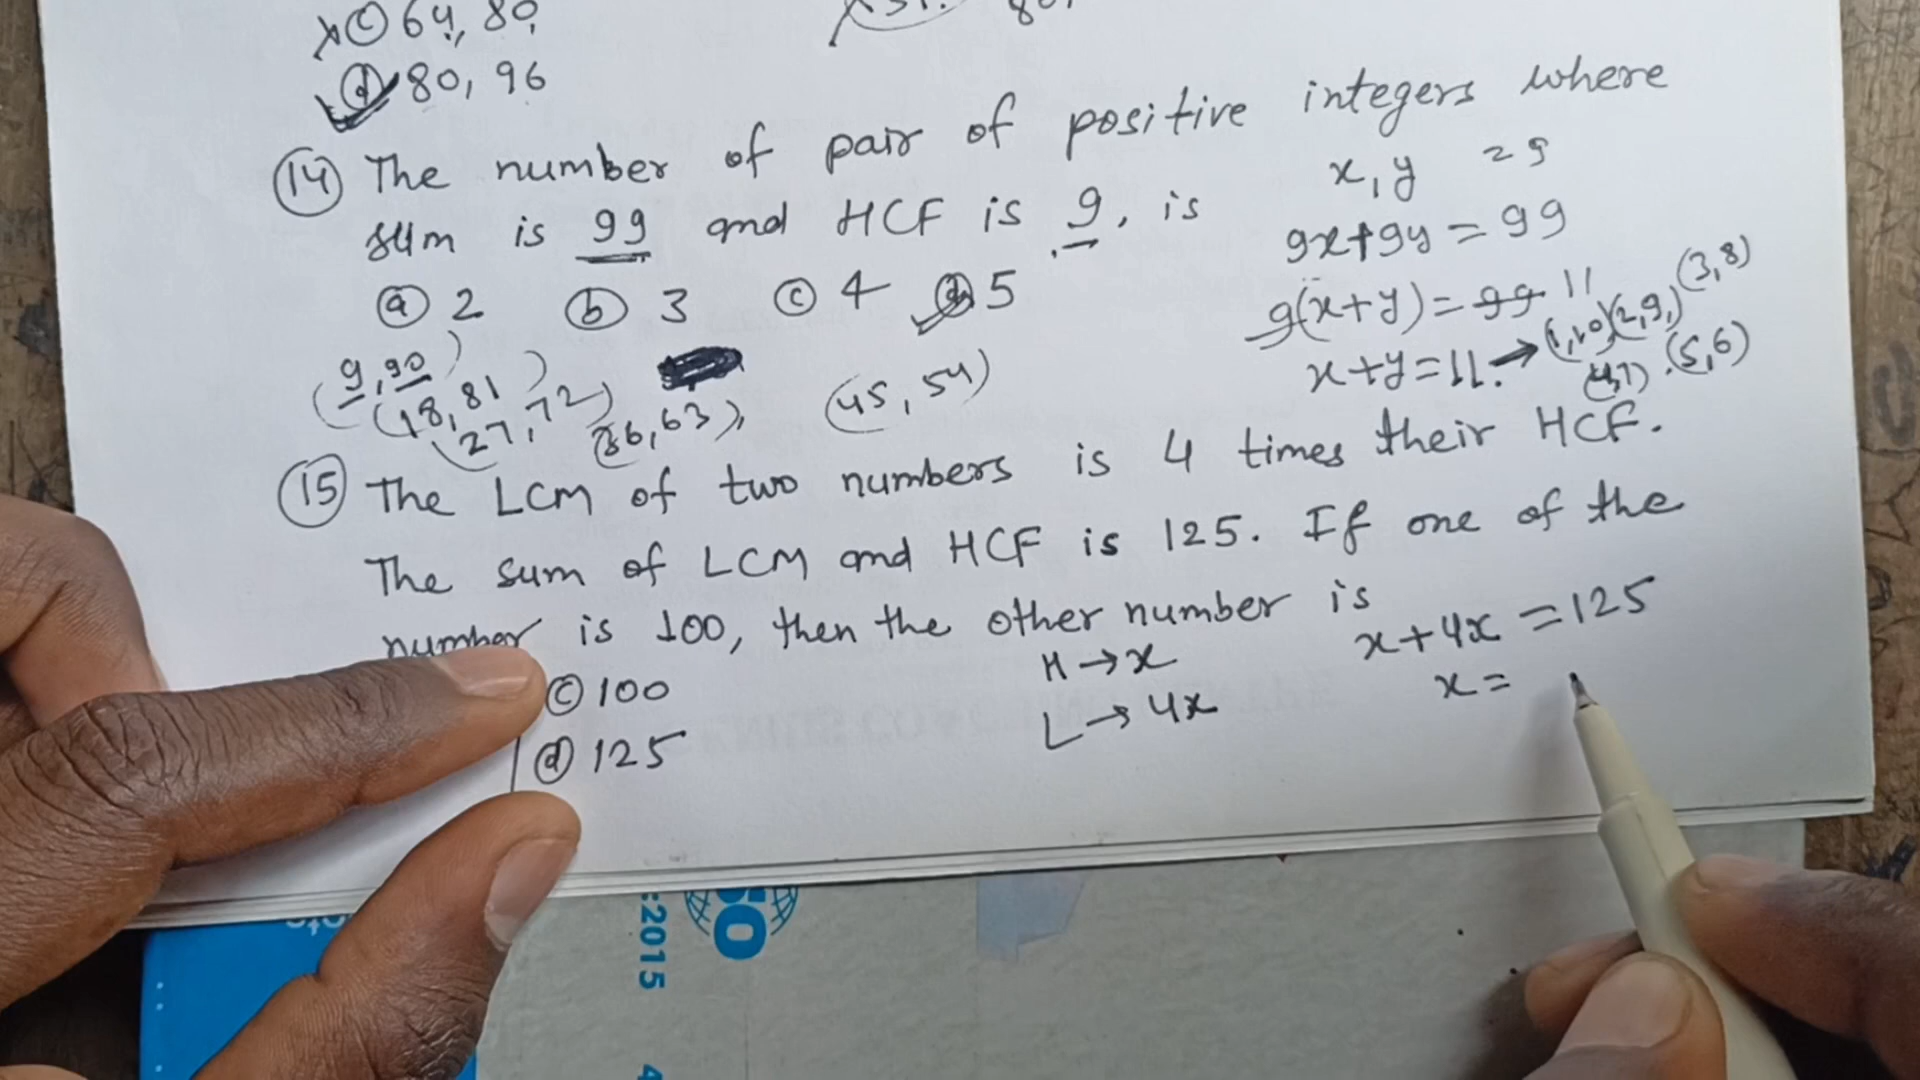 ⓒ 64, 80
ⓓ 80, 96
⑭ The number of pair of positive integers where
sum is 99 and HCF is 9, is
ⓐ 2 ⓑ 3 ⓒ 4 ⓓ 5
x, y = 9
9x+9y = 99
9(x+y) = 99 11
x+y = 11. → (1,10)(2,9,) (3,8)
(4,7) . (5,6)
(9,90)
(18,81)
(27,72)
(36,63), (45,54)
⑮ The LCM of two numbers is 4 times their HCF.
The sum of LCM and HCF is 125. If one of the
number is 100, then the other number is
ⓒ 100
ⓓ 125
H → x
L → 4x
x+4x = 125
x =
:2015